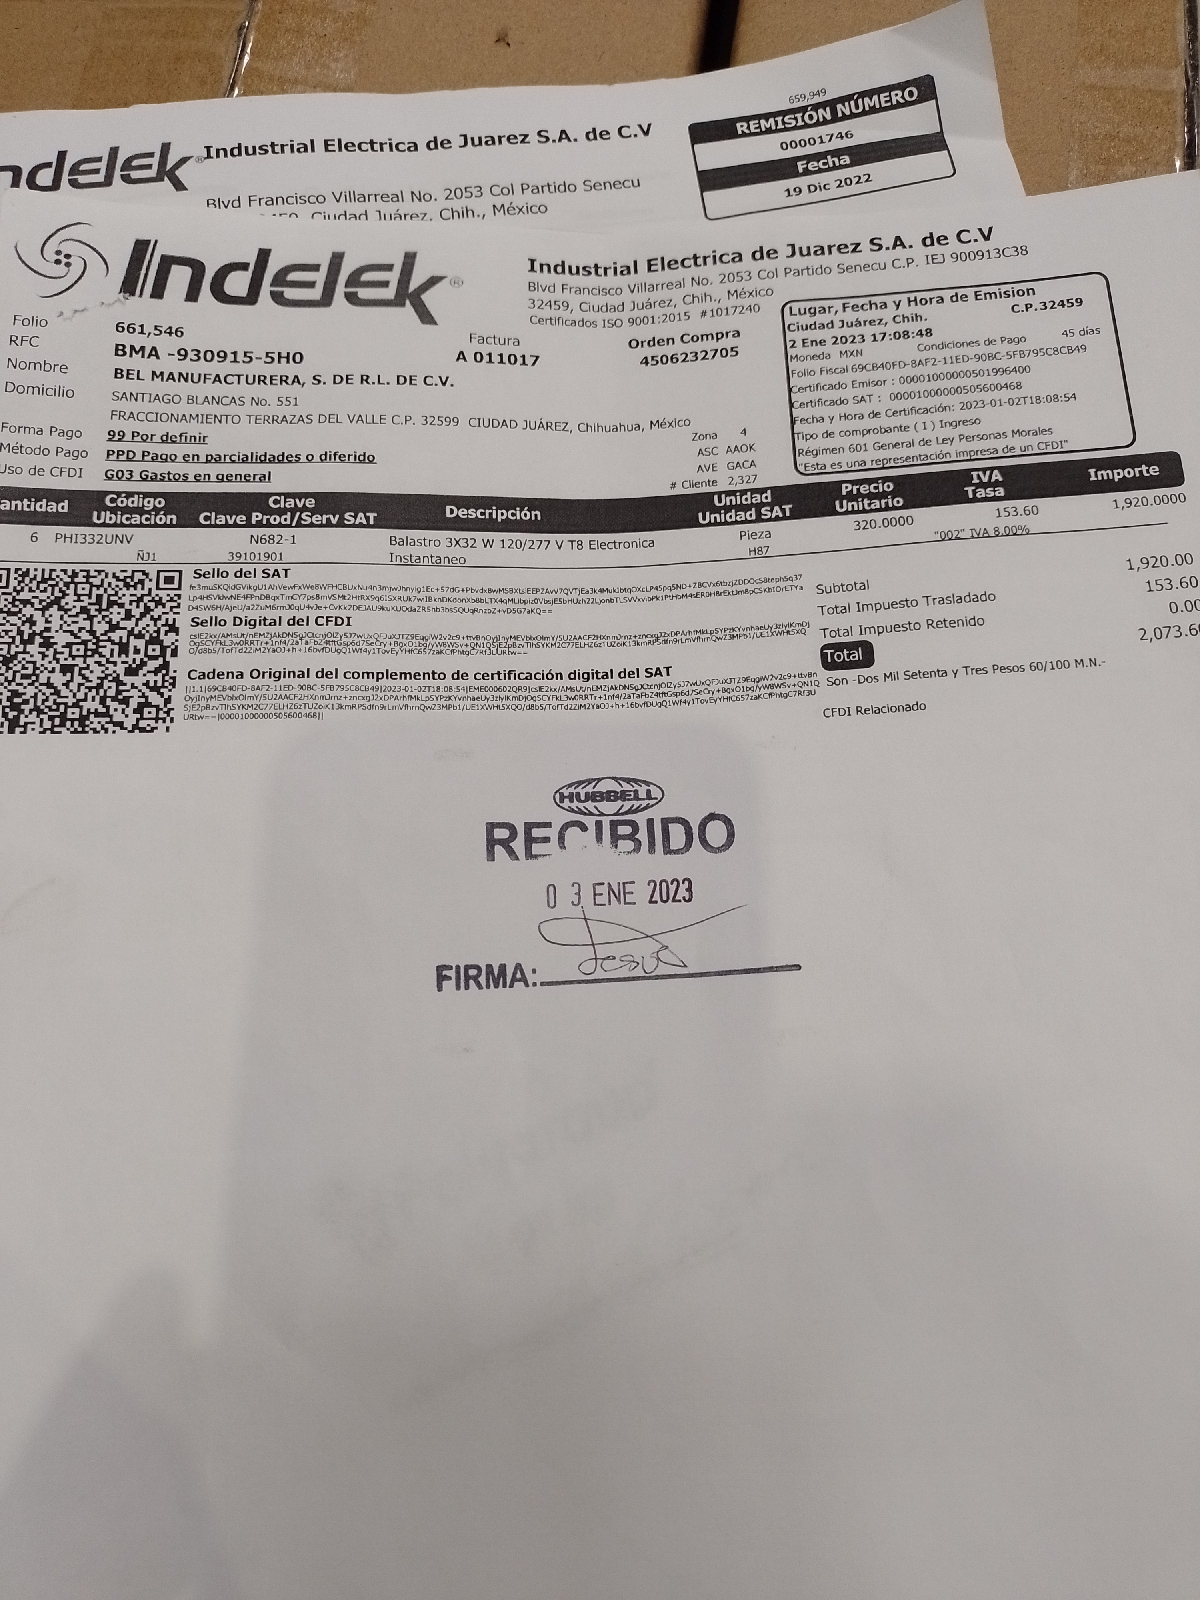 659,949
REMISIÓN NÚMERO
00001746
Fecha
19 Dic 2022
Indelek® Industrial Electrica de Juarez S.A. de C.V
Blvd Francisco Villarreal No. 2053 Col Partido Senecu
Ciudad Juárez, Chih., México
Indelek®
Industrial Electrica de Juarez S.A. de C.V
Blvd Francisco Villarreal No. 2053 Col Partido Senecu C.P. IEJ 900913C38
32459, Ciudad Juárez, Chih., México
Certificados ISO 9001:2015 #1017240
Folio 661,546
RFC BMA -930915-5H0
Factura
A 011017
Orden Compra
4506232705
Nombre BEL MANUFACTURERA, S. DE R.L. DE C.V.
Domicilio SANTIAGO BLANCAS No. 551
FRACCIONAMIENTO TERRAZAS DEL VALLE C.P. 32599 CIUDAD JUÁREZ, Chihuahua, México
Forma Pago 99 Por definir
Método Pago PPD Pago en parcialidades o diferido
Uso de CFDI G03 Gastos en general
Zona 4
ASC AAOK
AVE GACA
# Cliente 2,327
Lugar, Fecha y Hora de Emision
Ciudad Juárez, Chih. C.P.32459
2 Ene 2023 17:08:48
Moneda MXN Condiciones de Pago 45 días
Folio Fiscal 69CB40FD-8AF2-11ED-90BC-5FB795C8CB49
Certificado Emisor : 00001000000501996400
Certificado SAT : 00001000000505600468
Fecha y Hora de Certificación: 2023-01-02T18:08:54
Tipo de comprobante ( I ) Ingreso
Régimen 601 General de Ley Personas Morales
"Esta es una representación impresa de un CFDI"
antidad Código Clave Descripción Unidad Precio IVA Importe
Ubicación Clave Prod/Serv SAT Unidad SAT Unitario Tasa
6 PHI332UNV N682-1 Balastro 3X32 W 120/277 V T8 Electronica Pieza 320.0000 153.60 1,920.0000
ÑJ1 39101901 Instantaneo H87 "002" IVA 8.00%
Sello del SAT
Sello Digital del CFDI
Cadena Original del complemento de certificación digital del SAT
Subtotal 1,920.00
Total Impuesto Trasladado 153.60
Total Impuesto Retenido 0.00
Total 2,073.60
Son -Dos Mil Setenta y Tres Pesos 60/100 M.N.-
CFDI Relacionado
HUBBELL
RECIBIDO
03 ENE 2023
FIRMA: Jesus